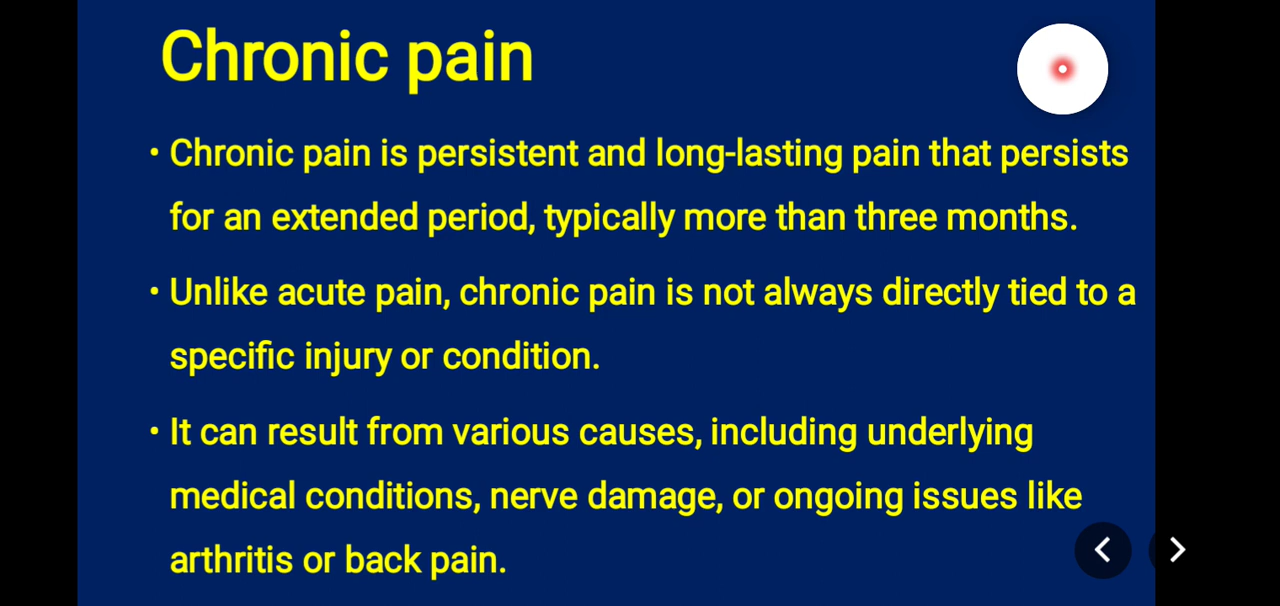 Chronic pain
• Chronic pain is persistent and long-lasting pain that persists
for an extended period, typically more than three months.
• Unlike acute pain, chronic pain is not always directly tied to a
specific injury or condition.
• It can result from various causes, including underlying
medical conditions, nerve damage, or ongoing issues like
arthritis or back pain.